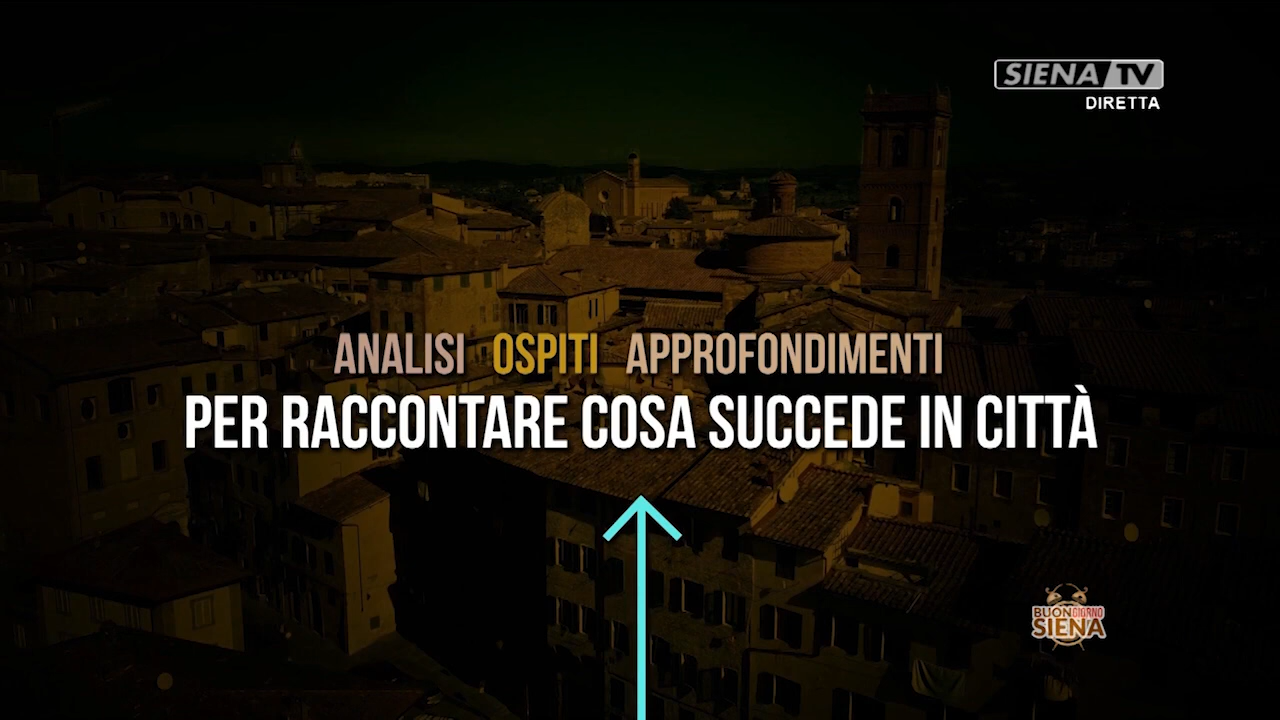 SIENA TV
DIRETTA
ANALISI OSPITI APPROFONDIMENTI
PER RACCONTARE COSA SUCCEDE IN CITTÀ
BUONGIORNO
SIENA